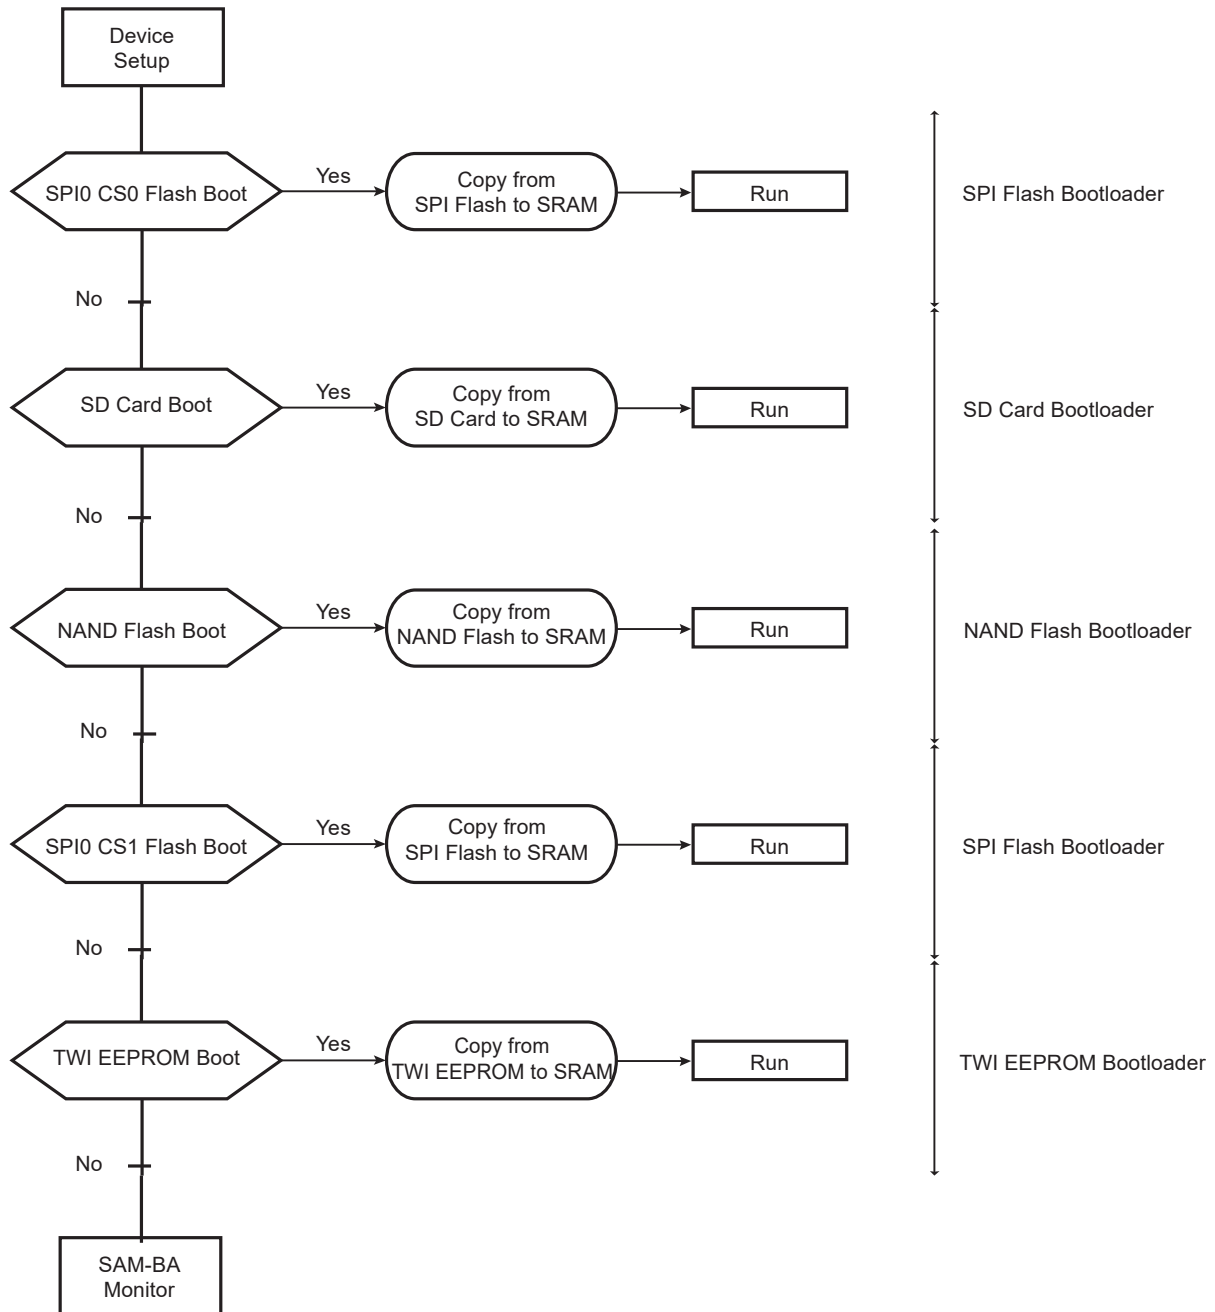 Device
Setup
SPI0 CS0 Flash Boot
Yes
Copy from
SPI Flash to SRAM
Run
SPI Flash Bootloader
No
SD Card Boot
Yes
Copy from
SD Card to SRAM
Run
SD Card Bootloader
No
NAND Flash Boot
Yes
Copy from
NAND Flash to SRAM
Run
NAND Flash Bootloader
No
SPI0 CS1 Flash Boot
Yes
Copy from
SPI Flash to SRAM
Run
SPI Flash Bootloader
No
TWI EEPROM Boot
Yes
Copy from
TWI EEPROM to SRAM
Run
TWI EEPROM Bootloader
No
SAM-BA
Monitor